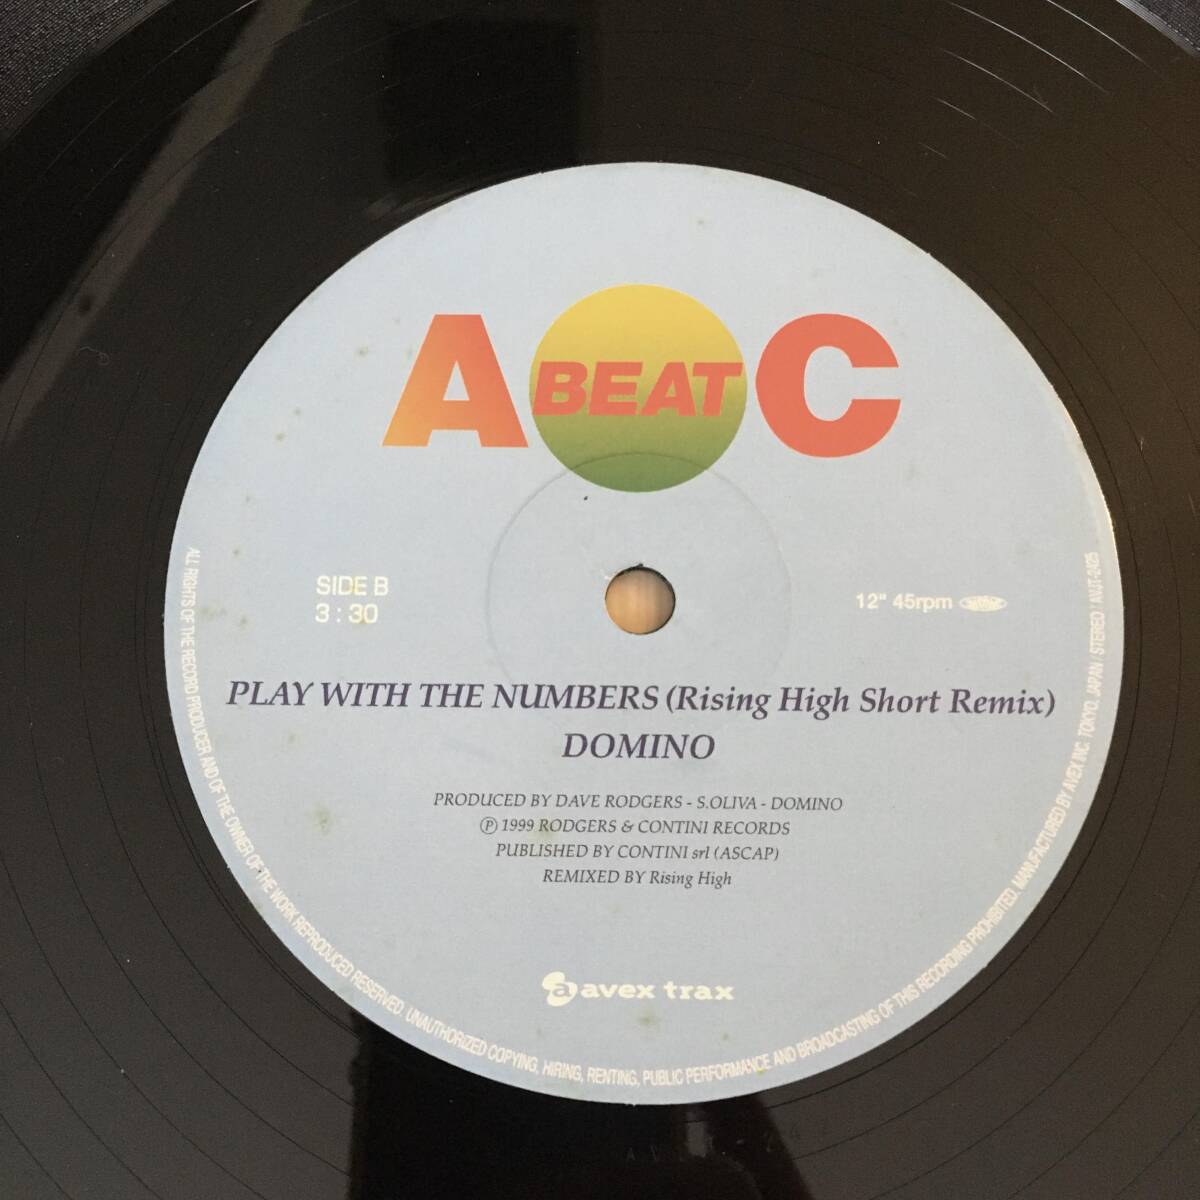 A BEAT C
SIDE B
3 : 30
12" 45rpm
PLAY WITH THE NUMBERS (Rising High Short Remix)
DOMINO
PRODUCED BY DAVE RODGERS - S.OLIVA - DOMINO
Ⓟ 1999 RODGERS & CONTINI RECORDS
PUBLISHED BY CONTINI srl (ASCAP)
REMIXED BY Rising High
a avex trax
ALL RIGHTS OF THE RECORD PRODUCER AND OF THE OWNER OF THE WORK REPRODUCED RESERVED. UNAUTHORIZED COPYING, HIRING, RENTING, PUBLIC PERFORMANCE AND BROADCASTING OF THIS RECORDING PROHIBITED. MANUFACTURED BY AVEX INC. TOKYO, JAPAN / STEREO / AVJT-2425